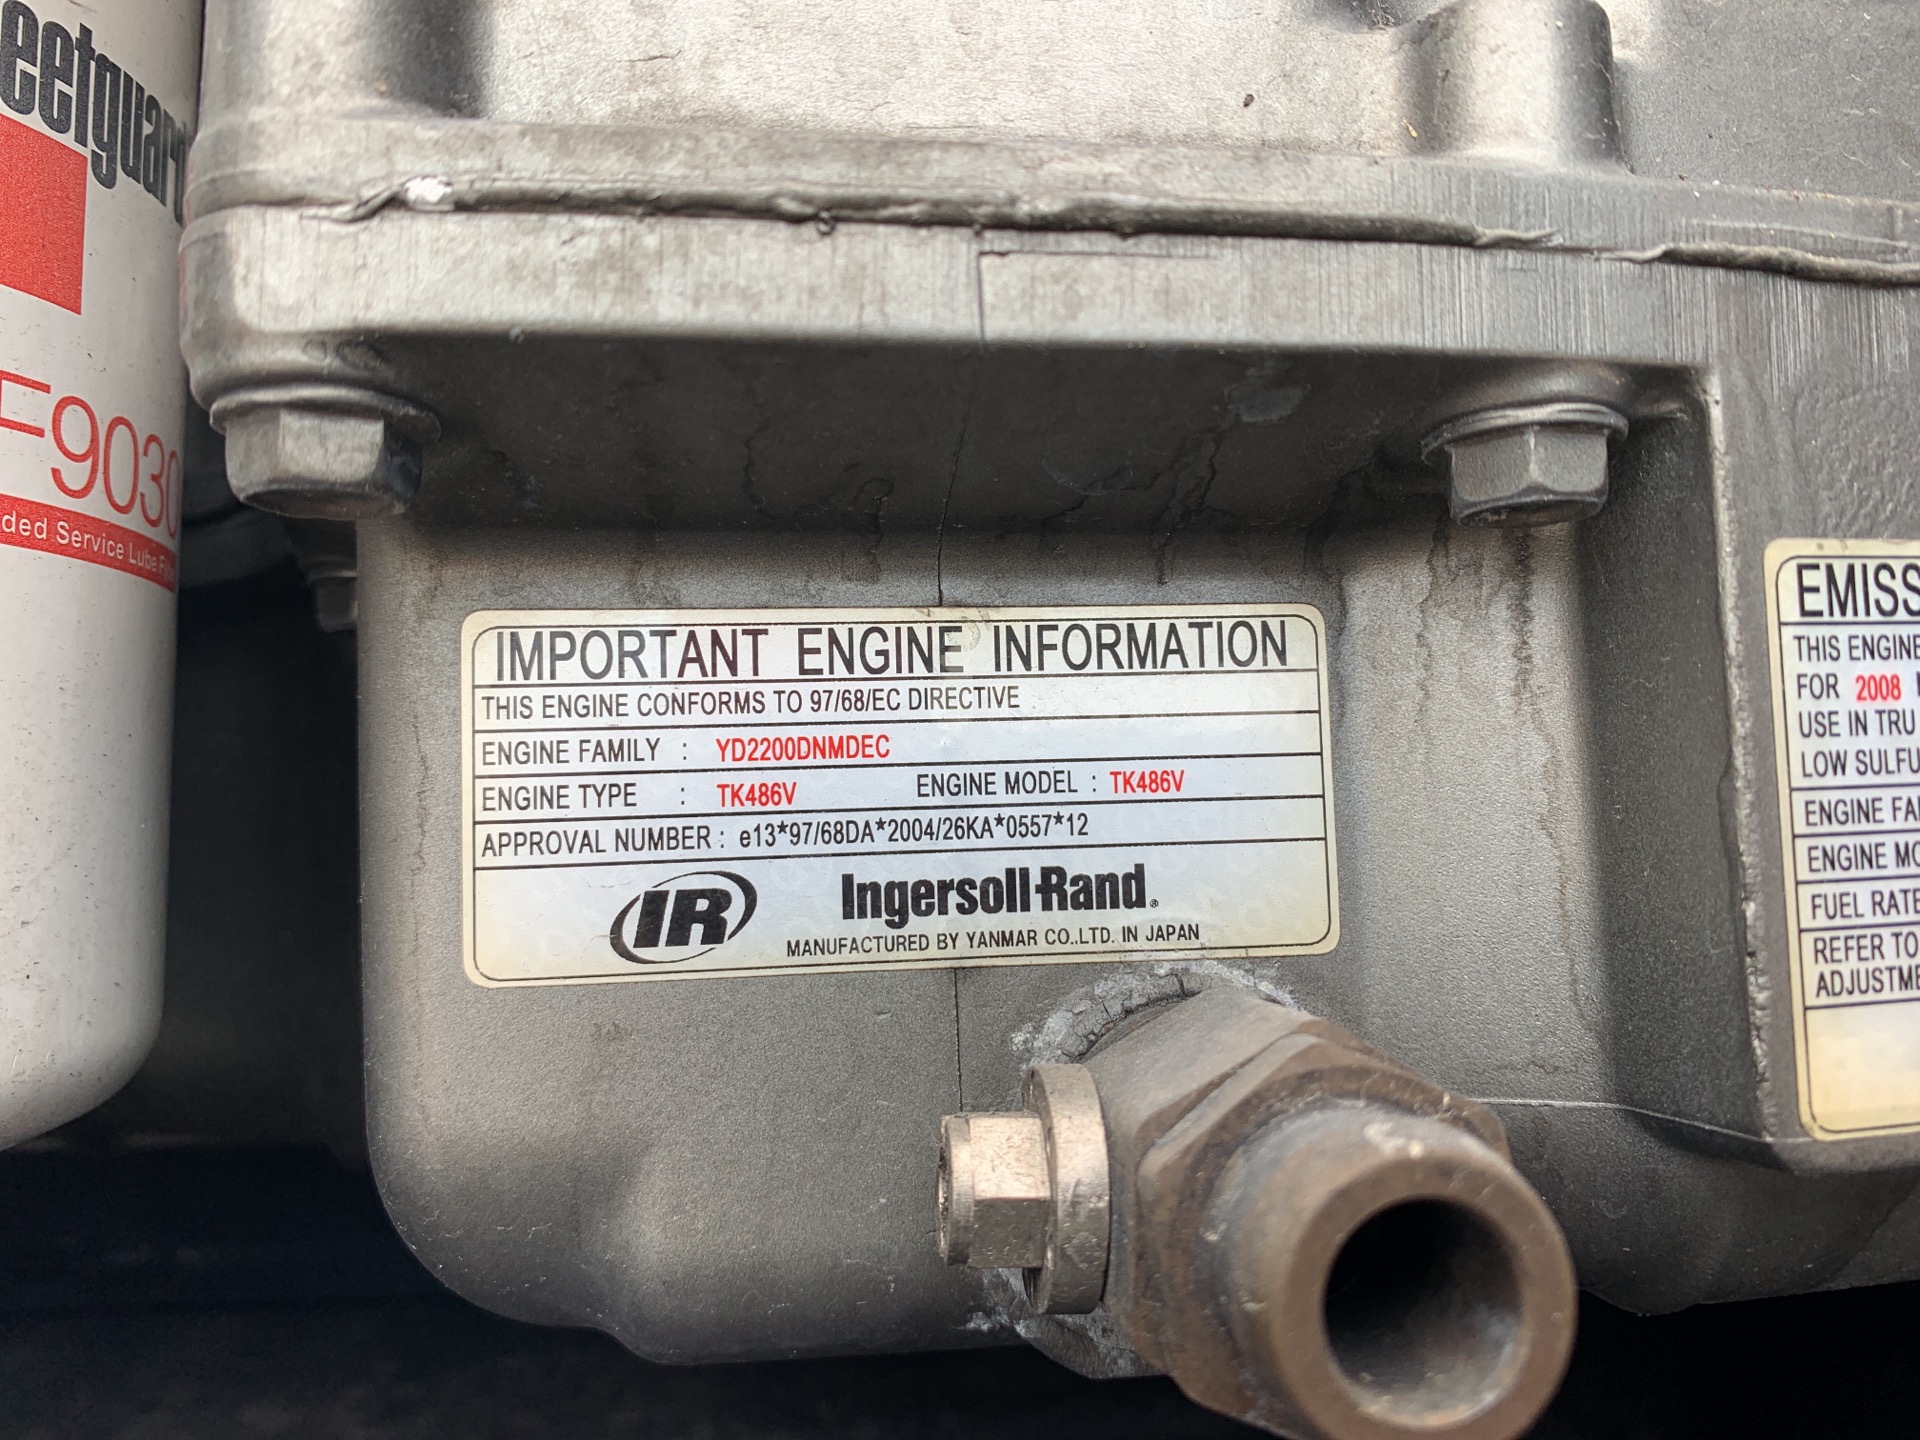 eetguard
F9030
ded Service Lube
IMPORTANT ENGINE INFORMATION
THIS ENGINE CONFORMS TO 97/68/EC DIRECTIVE
ENGINE FAMILY : YD2200DNMDEC
ENGINE TYPE : TK486V ENGINE MODEL : TK486V
APPROVAL NUMBER : e13*97/68DA*2004/26KA*0557*12
IR Ingersoll-Rand®
MANUFACTURED BY YANMAR CO.,LTD. IN JAPAN
EMISS
THIS ENGINE
FOR 2008
USE IN TRU
LOW SULFU
ENGINE FA
ENGINE MO
FUEL RATE
REFER TO
ADJUSTME